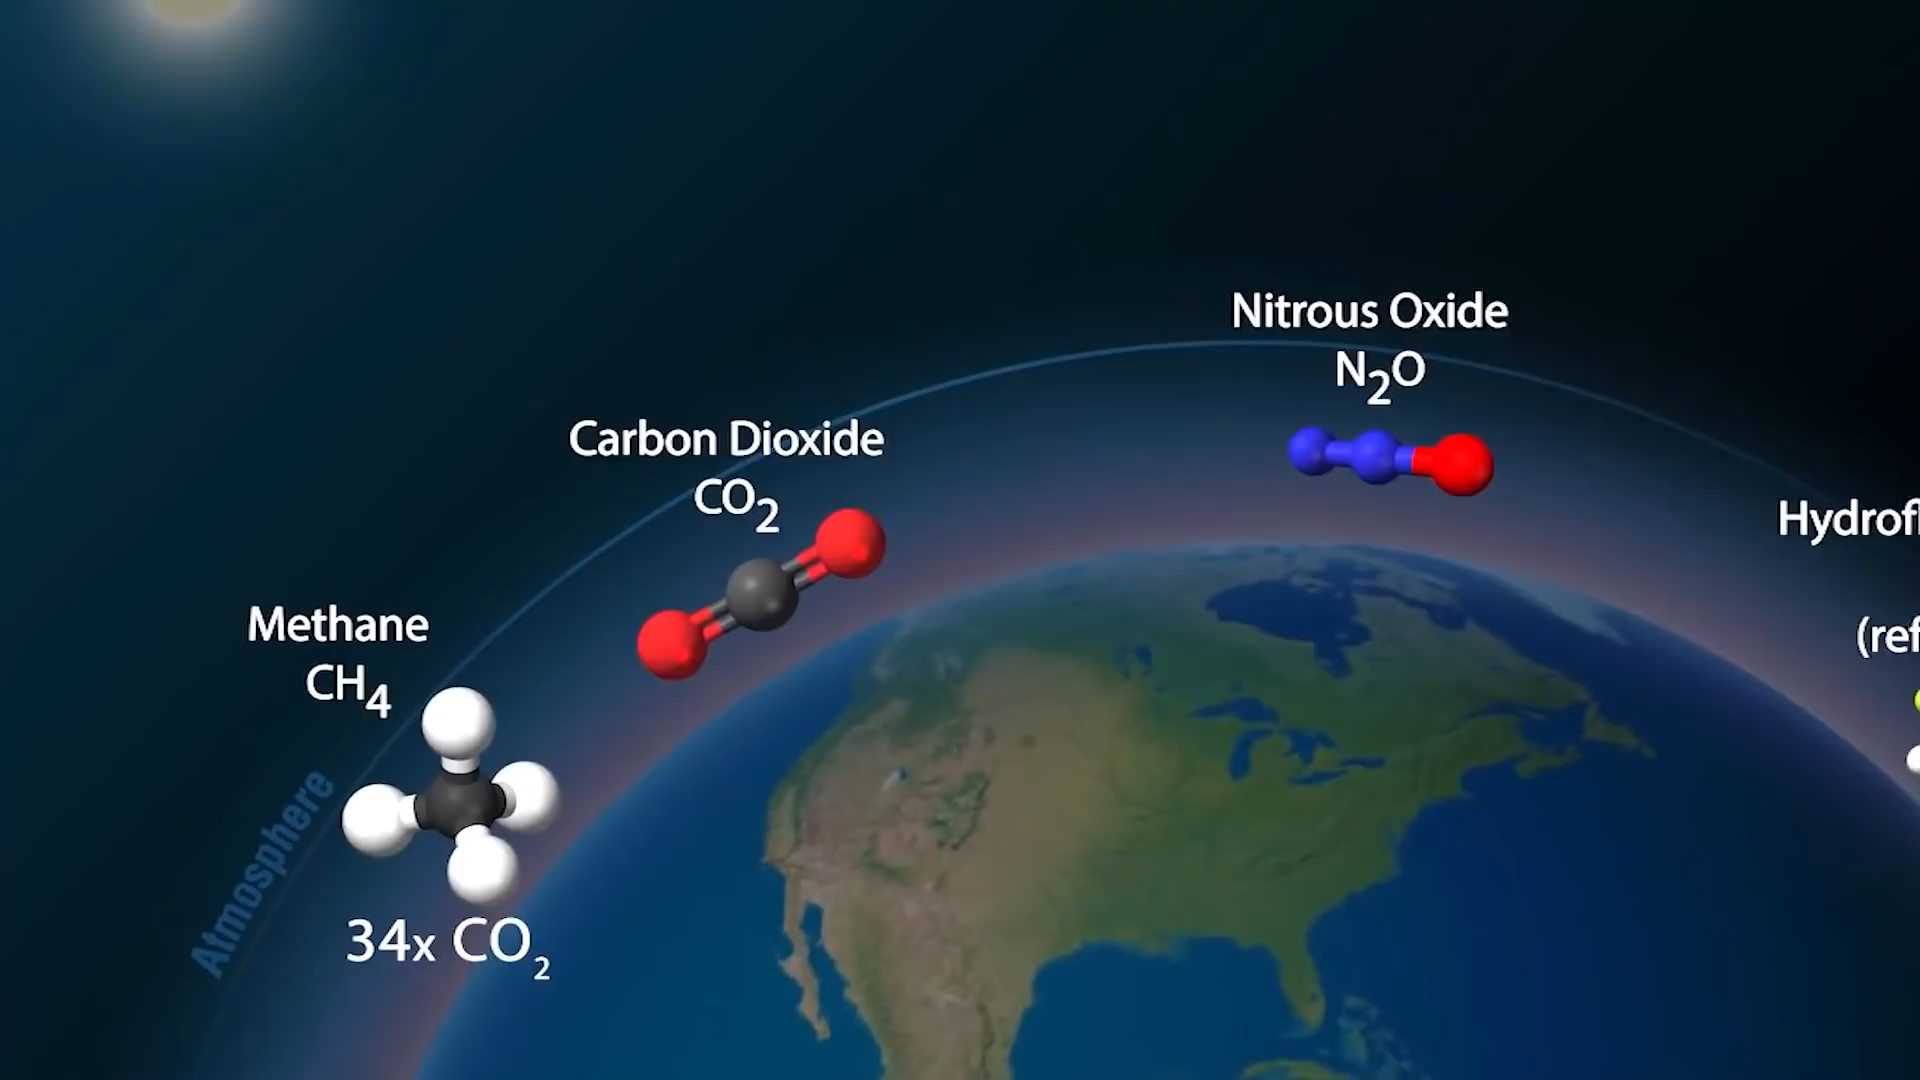 Nitrous Oxide
N₂O
Carbon Dioxide
CO₂
Methane
CH₄
34x CO₂
Atmosphere